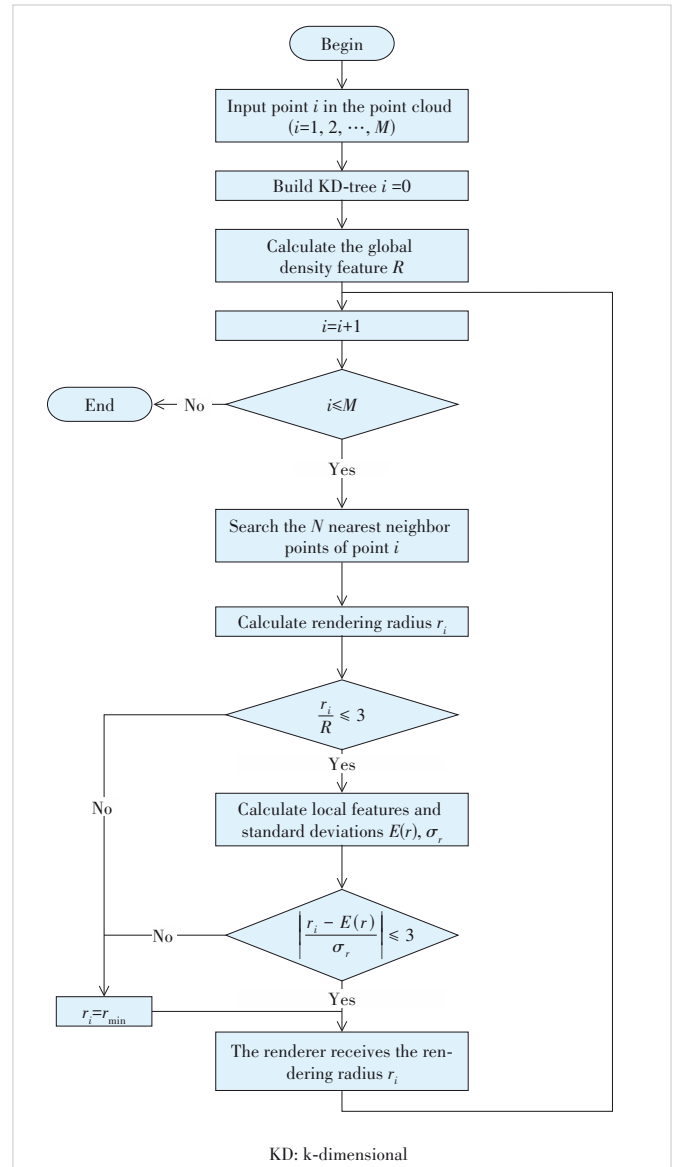 Begin
Input point i in the point cloud
(i=1, 2, ⋯, M)
Build KD-tree i =0
Calculate the global
density feature R
i=i+1
i≤M
No
End
Yes
Search the N nearest neighbor
points of point i
Calculate rendering radius r_i
r_i/R ≤ 3
Yes
No
Calculate local features and
standard deviations E(r), σ_r
|(r_i − E(r))/σ_r| ≤ 3
No
Yes
r_i=r_min
The renderer receives the ren-
dering radius r_i
KD: k-dimensional